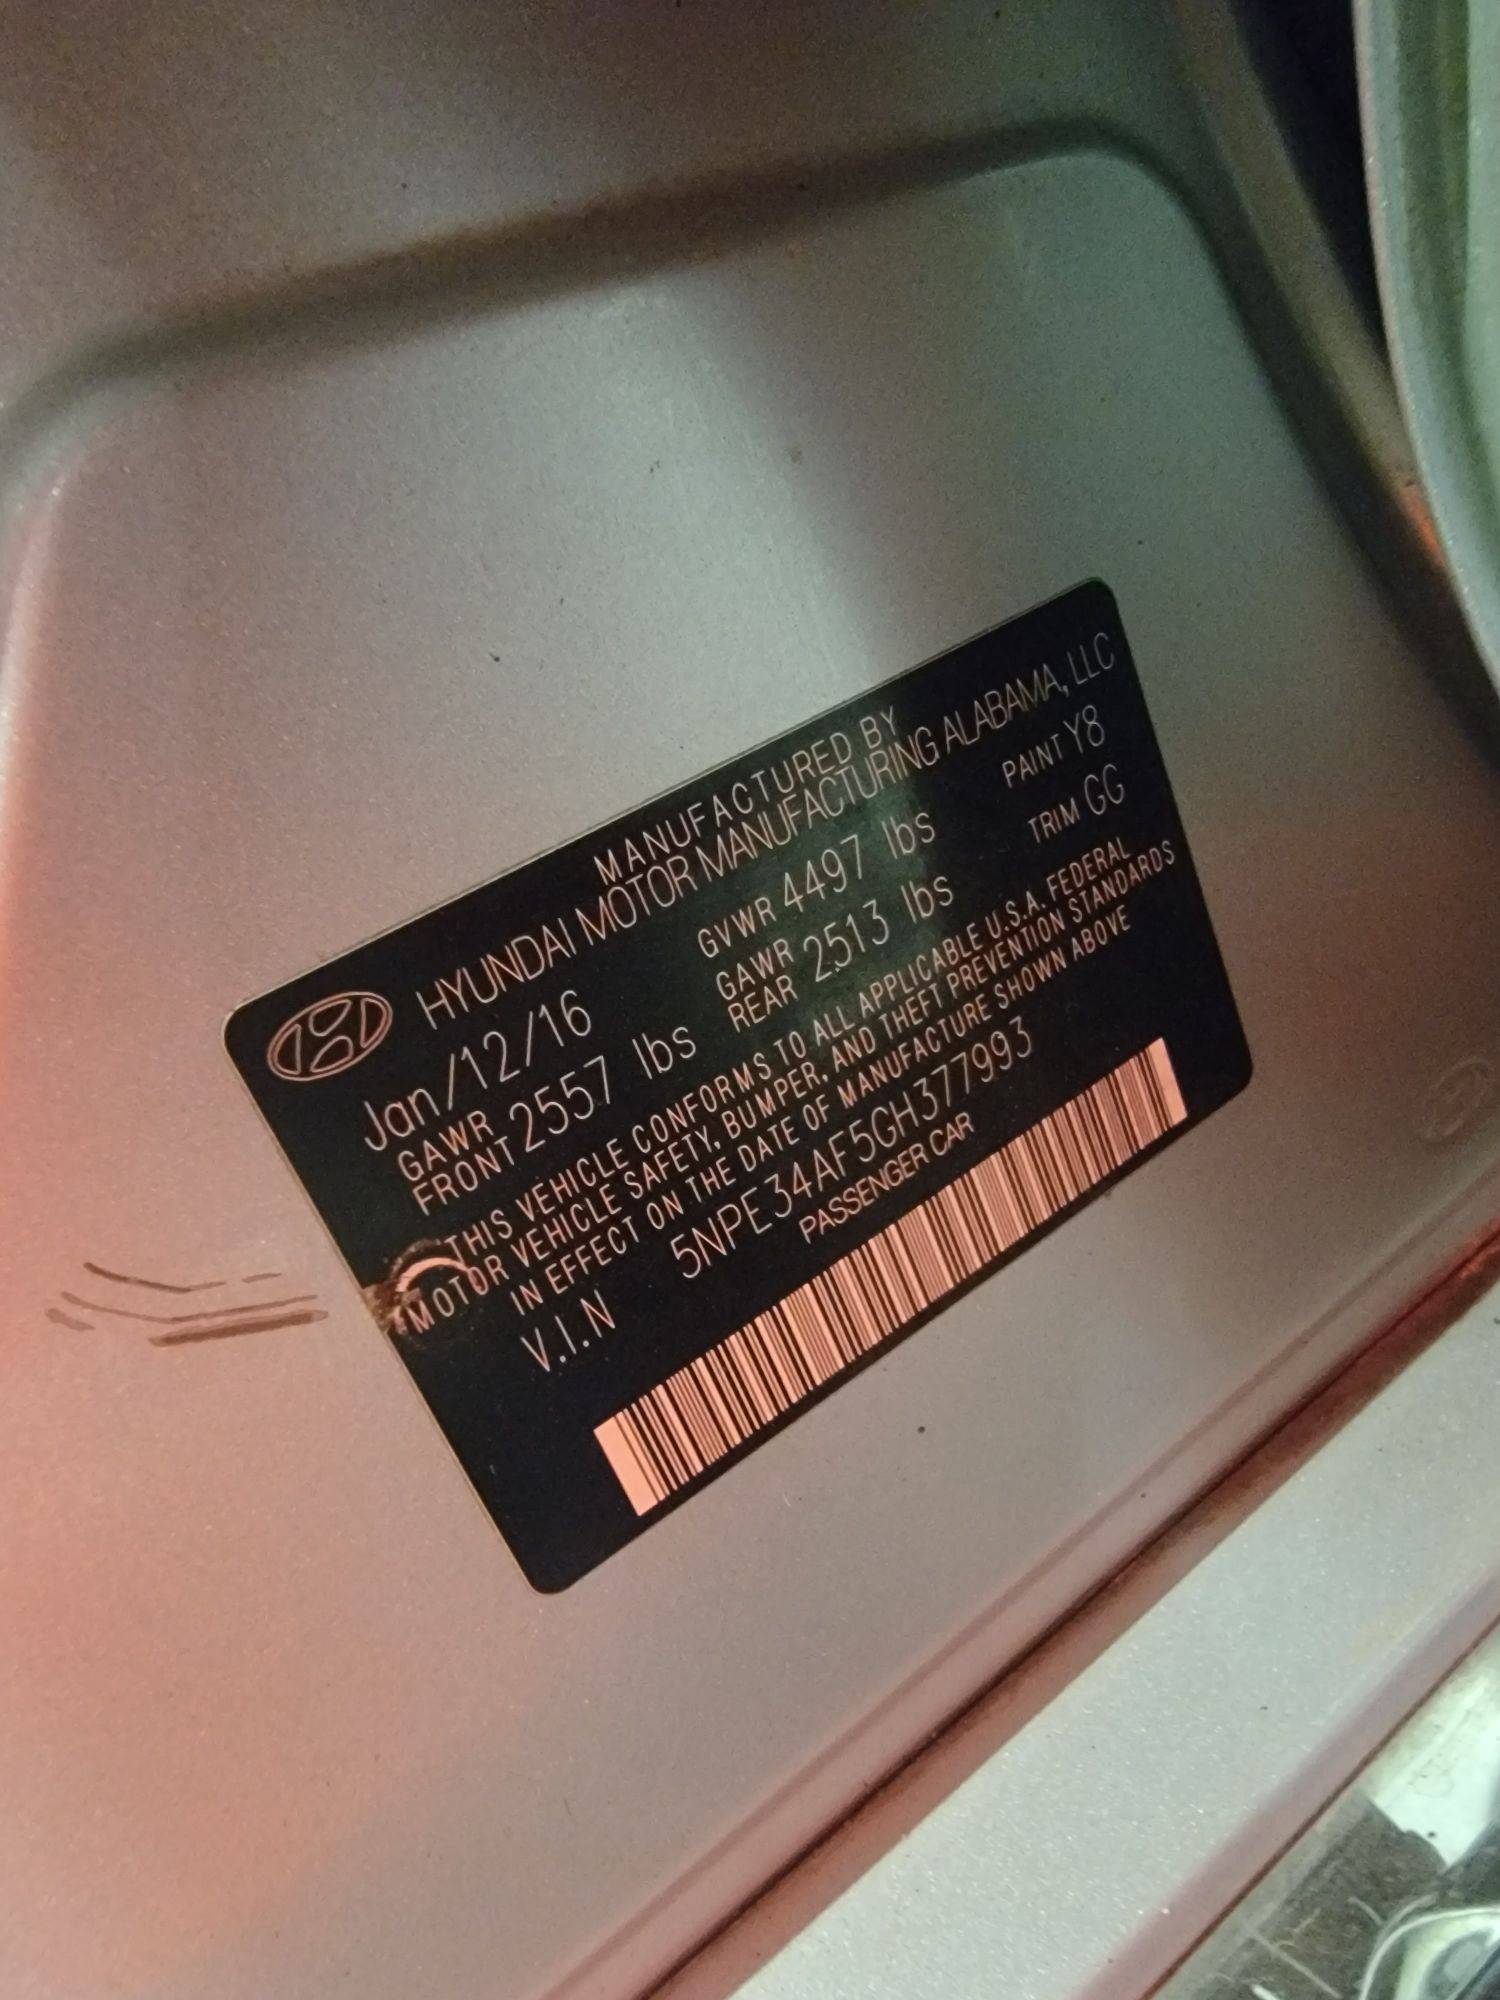 MANUFACTURED BY
HYUNDAI MOTOR MANUFACTURING ALABAMA, LLC
Jan/12/16 GVWR 4497 lbs PAINT Y8
GAWR FRONT 2557 lbs GAWR REAR 2513 lbs TRIM GG
THIS VEHICLE CONFORMS TO ALL APPLICABLE U.S.A. FEDERAL
MOTOR VEHICLE SAFETY, BUMPER, AND THEFT PREVENTION STANDARDS
IN EFFECT ON THE DATE OF MANUFACTURE SHOWN ABOVE
V.I.N 5NPE34AF5GH377993
PASSENGER CAR